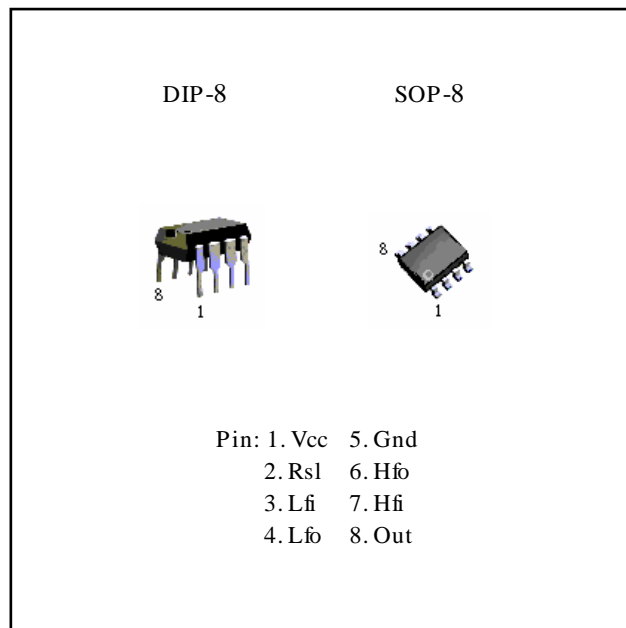 DIP-8 SOP-8
8
1
8
1
Pin: 1. Vcc 5. Gnd
2. Rsl 6. Hfo
3. Lfi 7. Hfi
4. Lfo 8. Out